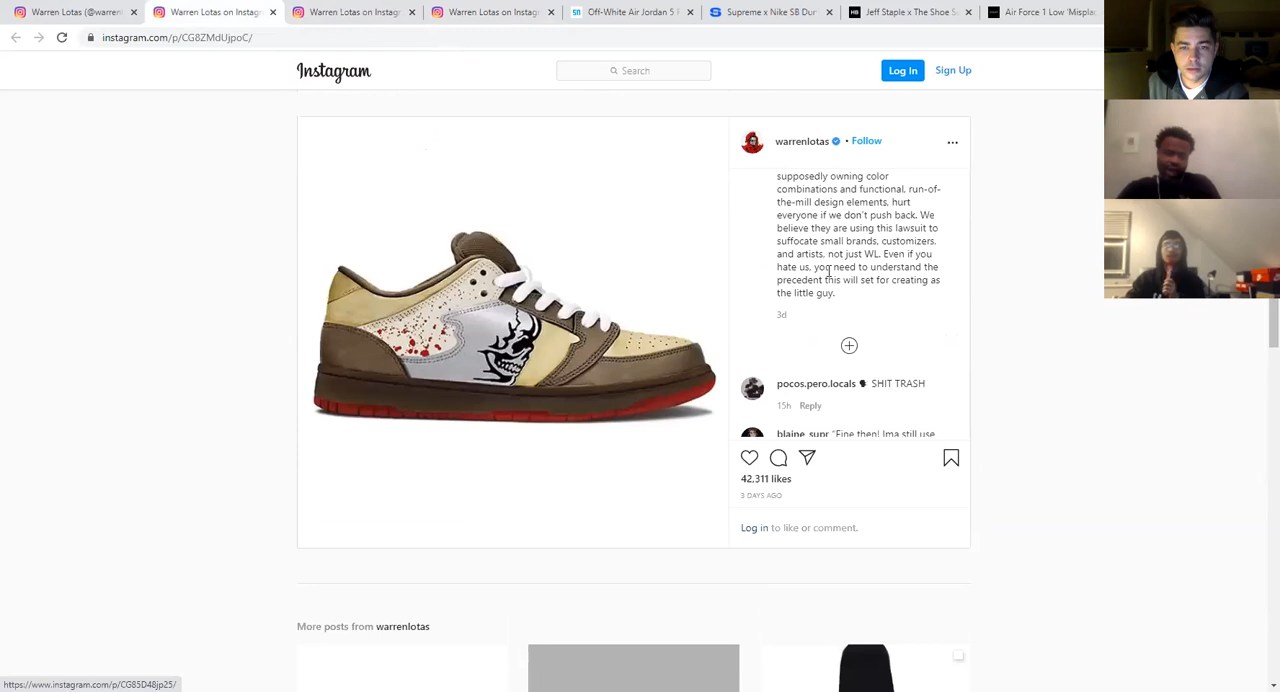 Warren Lotas (@warren
Warren Lotas on Instag
Warren Lotas on Instag
Warren Lotas on Instag
Off-White Air Jordan 5 F
Supreme x Nike SB Dun
Jeff Staple x The Shoe Su
Air Force 1 Low 'Misplac
instagram.com/p/CG8ZMdUjpoC/
Instagram
Search
Log In
Sign Up
warrenlotas • Follow
supposedly owning color
combinations and functional, run-of-
the-mill design elements, hurt
everyone if we don't push back. We
believe they are using this lawsuit to
suffocate small brands, customizers,
and artists, not just WL. Even if you
hate us, you need to understand the
precedent this will set for creating as
the little guy.
3d
pocos.pero.locals 🗣 SHIT TRASH
15h Reply
blaine_supr "Fine then! Ima still use
42,311 likes
3 DAYS AGO
Log in to like or comment.
More posts from warrenlotas
https://www.instagram.com/p/CG85D48jp25/